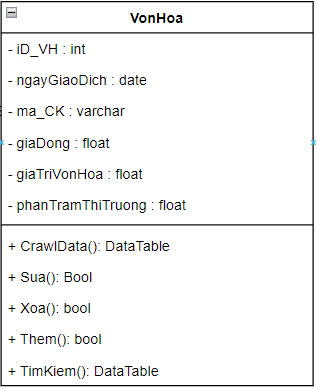 VonHoa
- iD_VH : int
- ngayGiaoDich : date
- ma_CK : varchar
- giaDong : float
- giaTriVonHoa : float
- phanTramThiTruong : float
+ CrawlData(): DataTable
+ Sua(): Bool
+ Xoa(): bool
+ Them(): bool
+ TimKiem(): DataTable